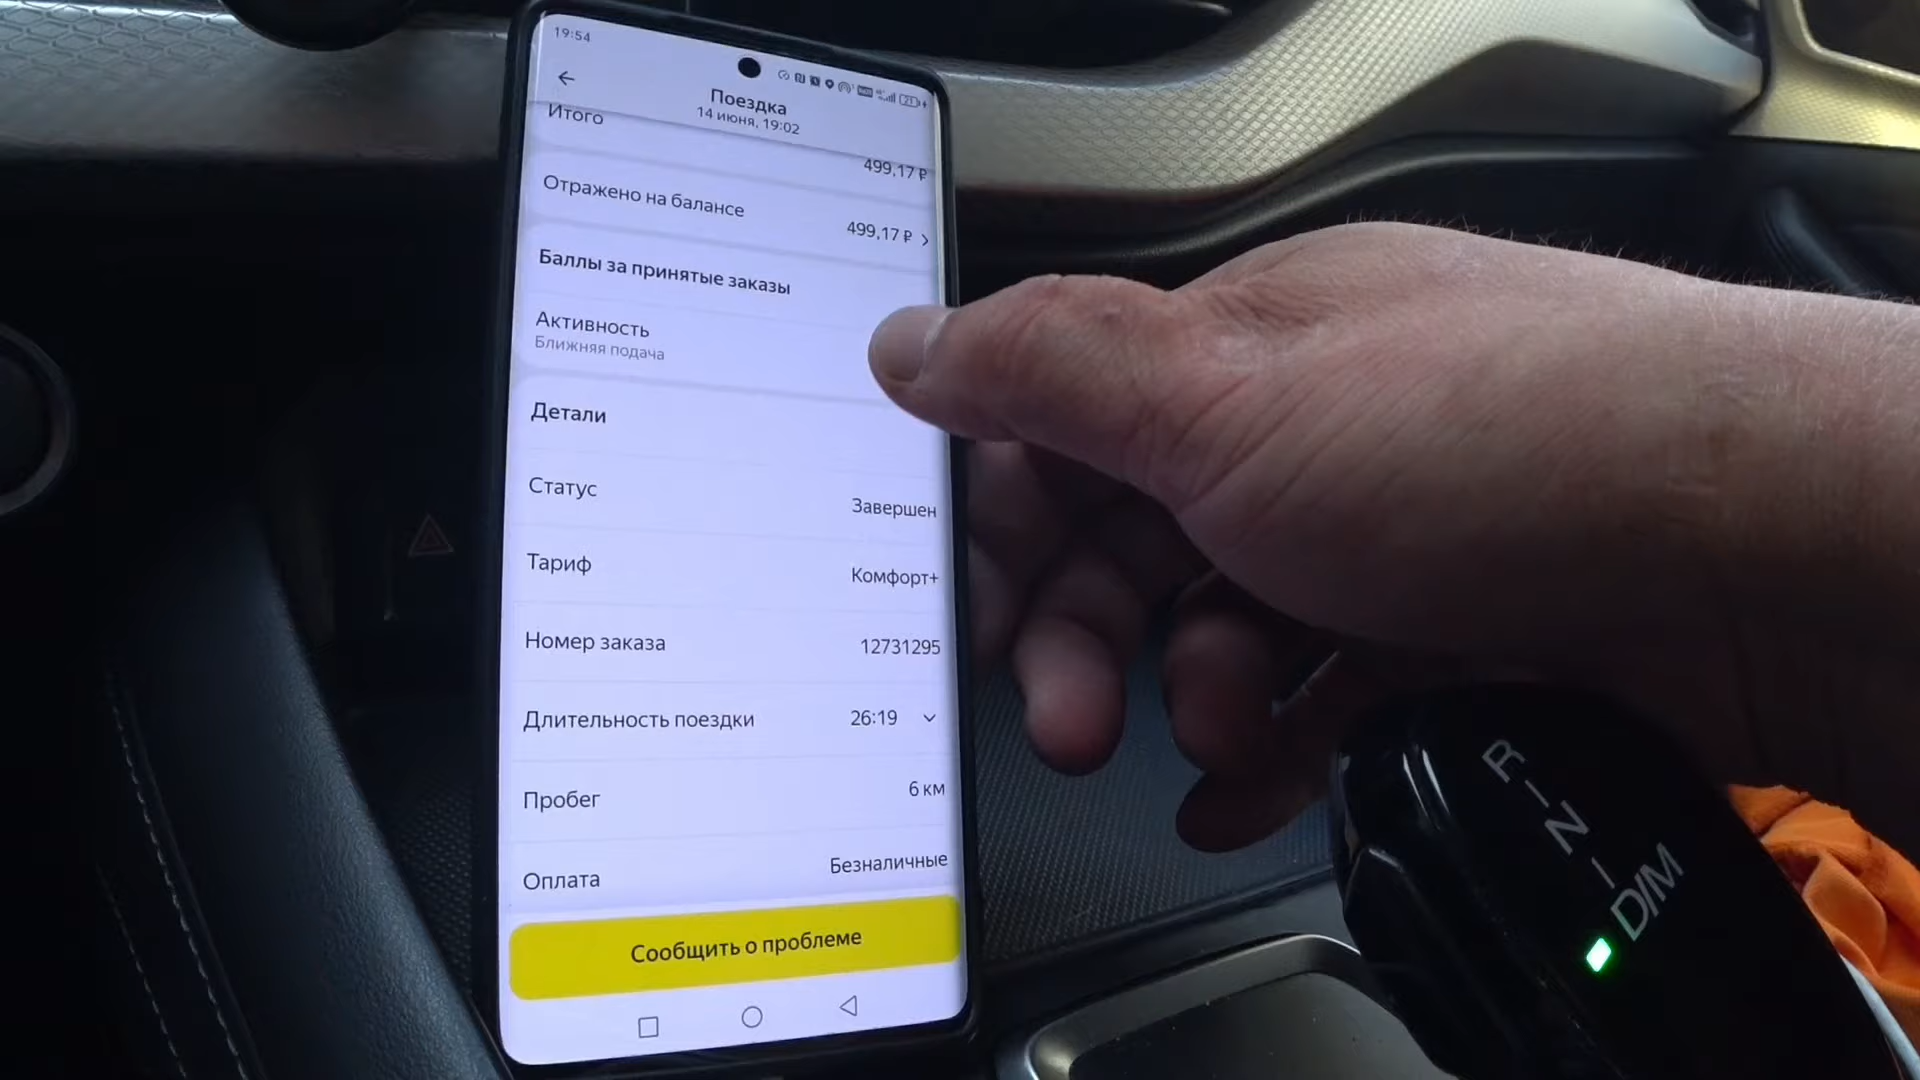 19:54
21
Поездка
14 июня, 19:02
Итого
499,17 ₽
Отражено на балансе
499,17 ₽
Баллы за принятые заказы
Активность
Ближняя подача
Детали
Статус
Завершен
Тариф
Комфорт+
Номер заказа
12731295
Длительность поездки
26:19
Пробег
6 км
Оплата
Безналичные
Сообщить о проблеме
R
N
D/M